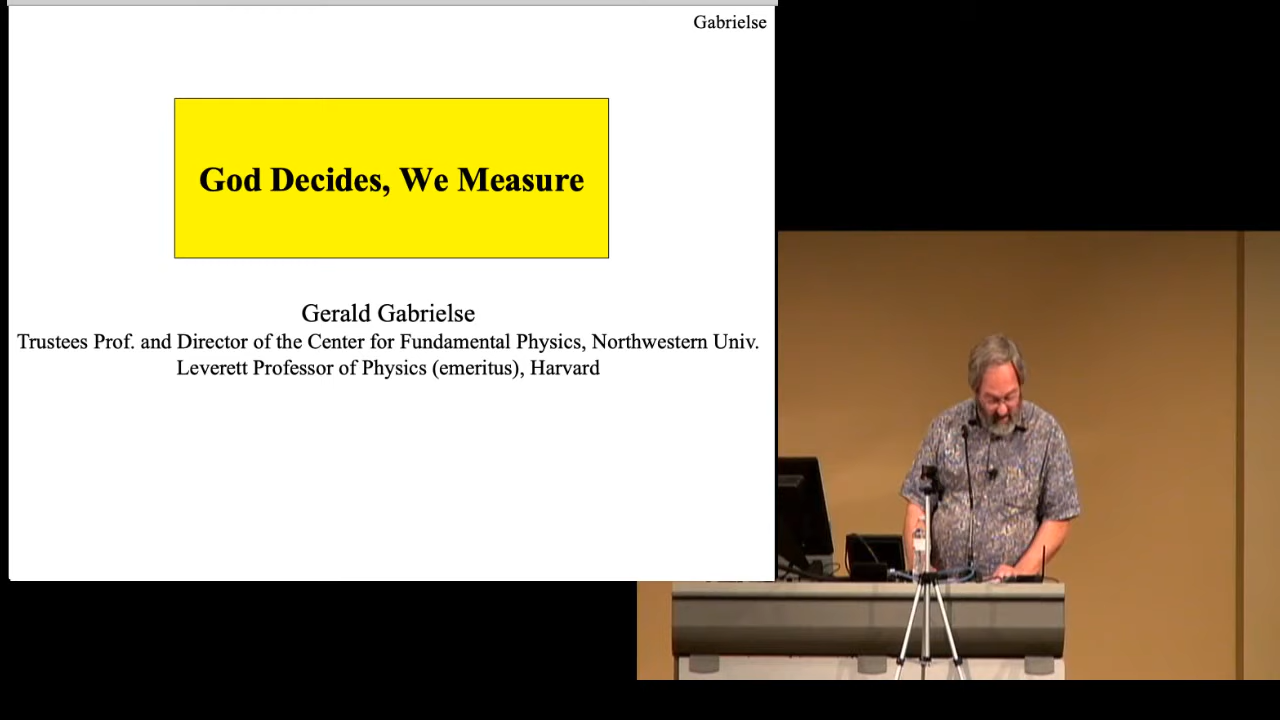 Gabrielse
God Decides, We Measure
Gerald Gabrielse
Trustees Prof. and Director of the Center for Fundamental Physics, Northwestern Univ.
Leverett Professor of Physics (emeritus), Harvard